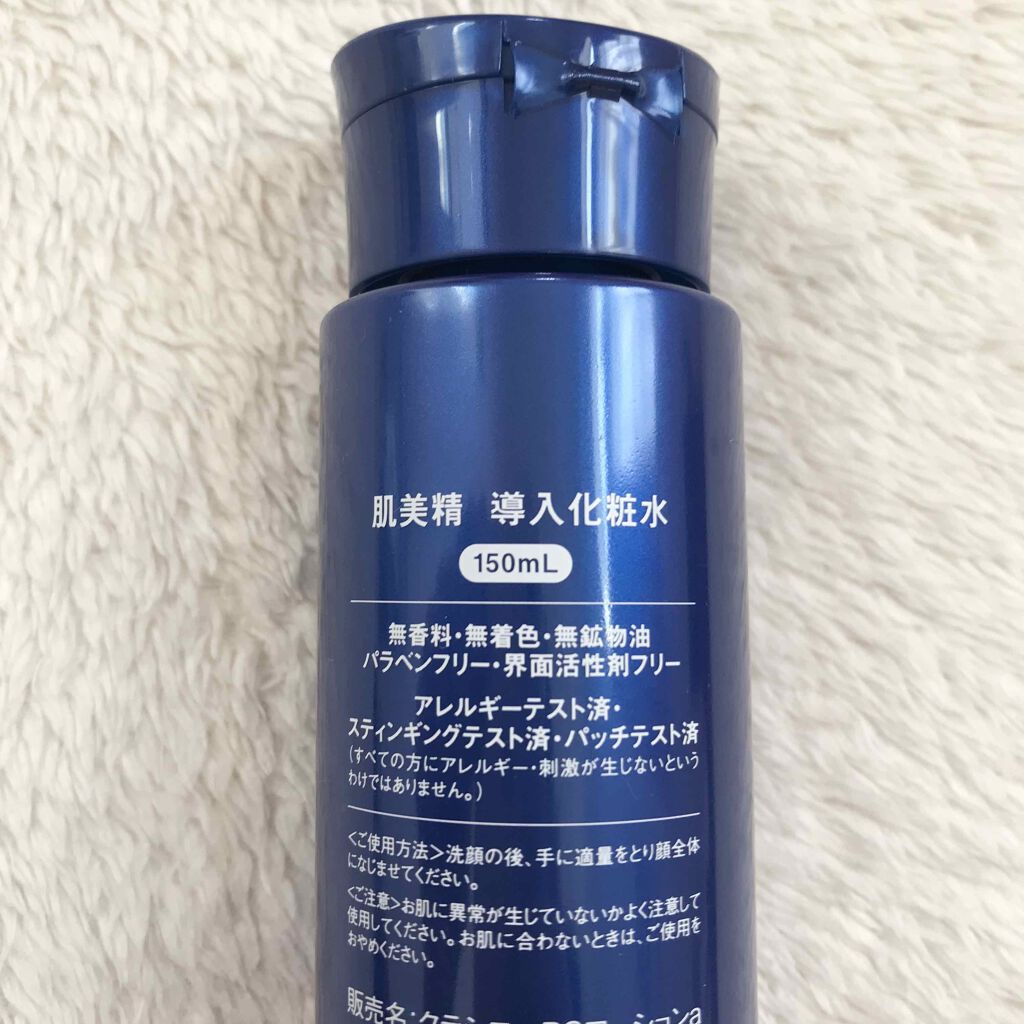 肌美精 導入化粧水
150mL
無香料・無着色・無鉱物油
パラベンフリー・界面活性剤フリー
アレルギーテスト済・
スティンギングテスト済・パッチテスト済
(すべての方にアレルギー・刺激が生じないという
わけではありません。)
<ご使用方法>洗顔の後、手に適量をとり顔全体
になじませてください。
<ご注意>お肌に異常が生じていないかよく注意して
使用してください。お肌に合わないときは、ご使用を
おやめください。
販売名: